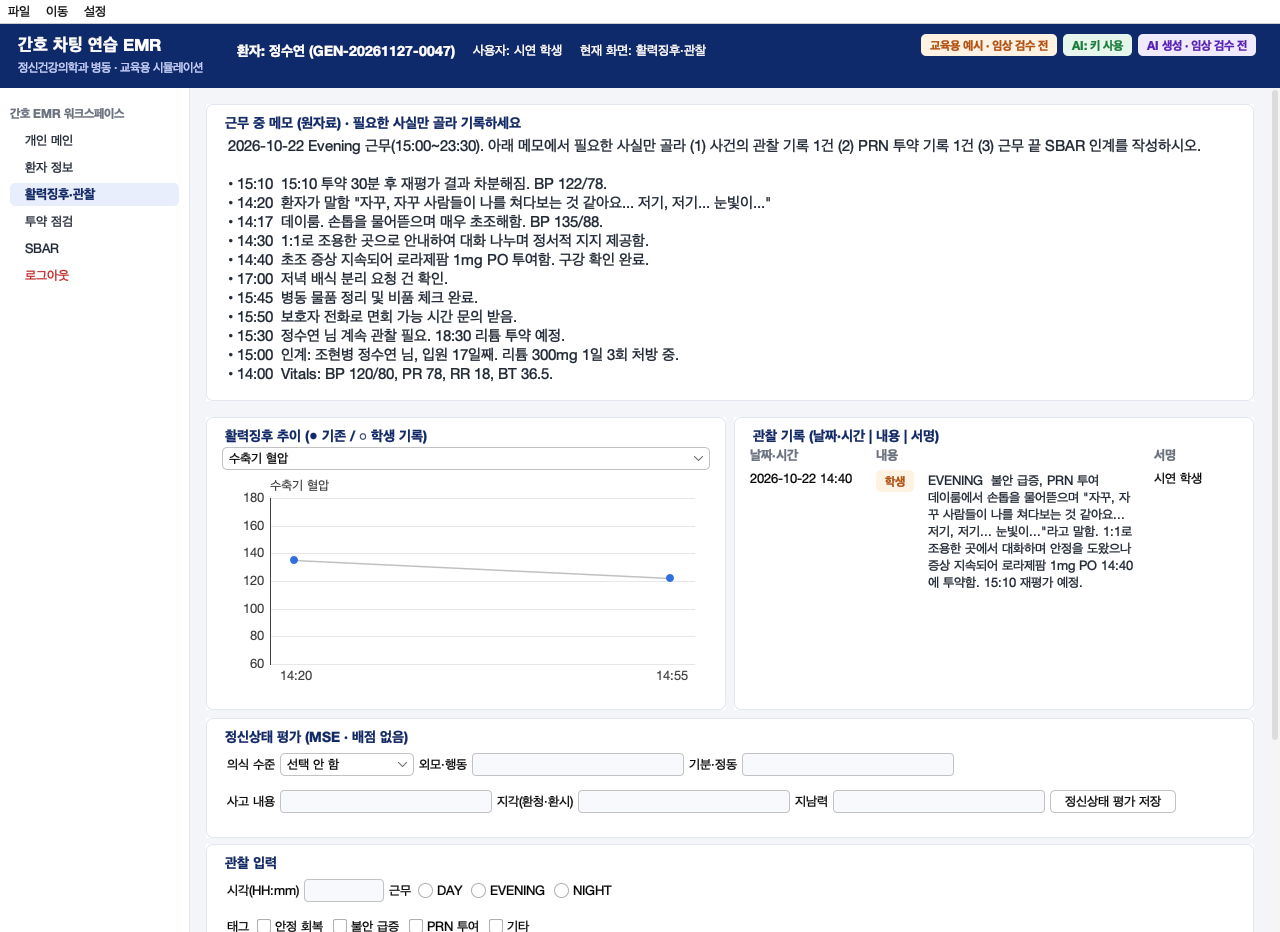 파일 이동 설정
간호 차팅 연습 EMR
정신건강의학과 병동 · 교육용 시뮬레이션
환자: 정수연 (GEN-20261127-0047) 사용자: 시연 학생 현재 화면: 활력징후·관찰
교육용 예시 · 임상 검수 전 AI: 키 사용 AI 생성 · 임상 검수 전
간호 EMR 워크스페이스
개인 메인
환자 정보
활력징후·관찰
투약 점검
SBAR
로그아웃
근무 중 메모 (원자료) · 필요한 사실만 골라 기록하세요
2026-10-22 Evening 근무(15:00~23:30). 아래 메모에서 필요한 사실만 골라 (1) 사건의 관찰 기록 1건 (2) PRN 투약 기록 1건 (3) 근무 끝 SBAR 인계를 작성하시오.
• 15:10 15:10 투약 30분 후 재평가 결과 차분해짐. BP 122/78.
• 14:20 환자가 말함 "자꾸, 자꾸 사람들이 나를 쳐다보는 것 같아요... 저기, 저기... 눈빛이..."
• 14:17 데이룸. 손톱을 물어뜯으며 매우 초조해함. BP 135/88.
• 14:30 1:1로 조용한 곳으로 안내하여 대화 나누며 정서적 지지 제공함.
• 14:40 초조 증상 지속되어 로라제팜 1mg PO 투여함. 구강 확인 완료.
• 17:00 저녁 배식 분리 요청 건 확인.
• 15:45 병동 물품 정리 및 비품 체크 완료.
• 15:50 보호자 전화로 면회 가능 시간 문의 받음.
• 15:30 정수연 님 계속 관찰 필요. 18:30 리튬 투약 예정.
• 15:00 인계: 조현병 정수연 님, 입원 17일째. 리튬 300mg 1일 3회 처방 중.
• 14:00 Vitals: BP 120/80, PR 78, RR 18, BT 36.5.
활력징후 추이 (● 기존 / ○ 학생 기록)
수축기 혈압
수축기 혈압
180
160
140
120
100
80
60
14:20 14:55
관찰 기록 (날짜·시간 | 내용 | 서명)
날짜·시간 내용 서명
2026-10-22 14:40 학생 EVENING 불안 급증, PRN 투여 시연 학생
데이룸에서 손톱을 물어뜯으며 "자꾸, 자
꾸 사람들이 나를 쳐다보는 것 같아요...
저기, 저기... 눈빛이..."라고 말함. 1:1로
조용한 곳에서 대화하며 안정을 도왔으나
증상 지속되어 로라제팜 1mg PO 14:40
에 투약함. 15:10 재평가 예정.
정신상태 평가 (MSE · 배점 없음)
의식 수준 선택 안 함 외모·행동 기분·정동
사고 내용 지각(환청·환시) 지남력 정신상태 평가 저장
관찰 입력
시각(HH:mm) 근무 DAY EVENING NIGHT
태그 안정 회복 불안 급증 PRN 투여 기타